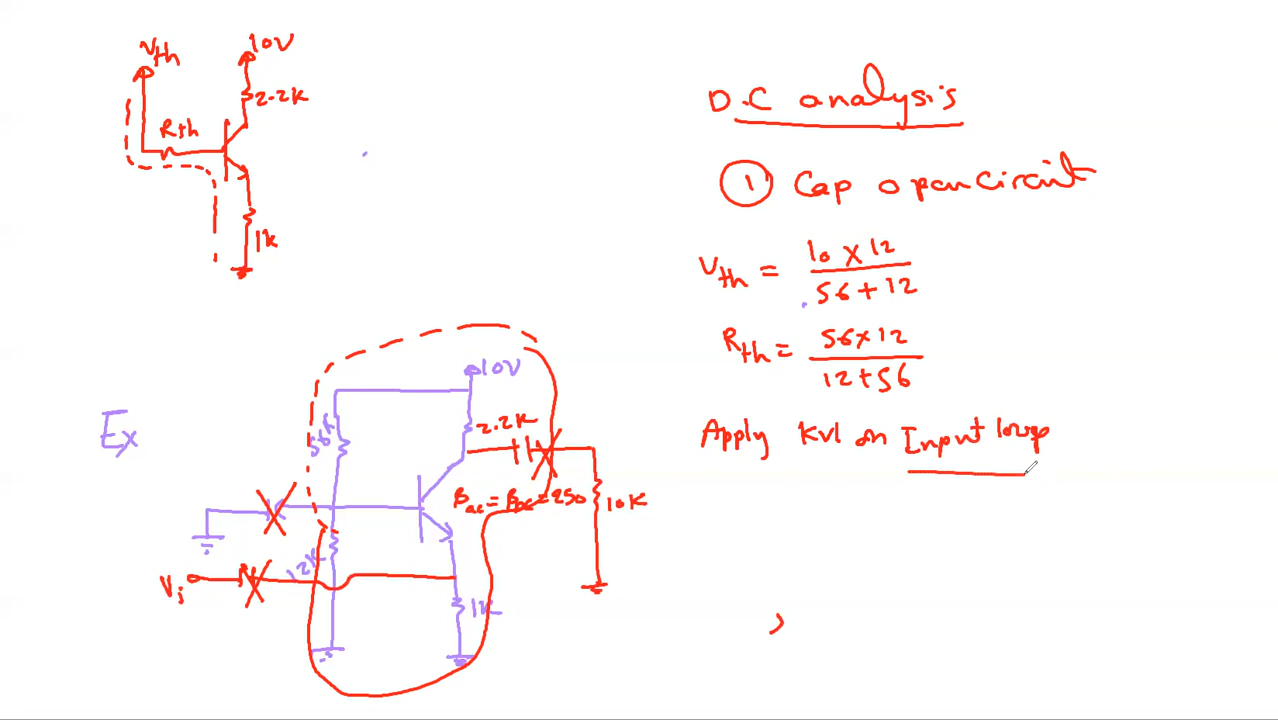 Vth
10V
2.2K
Rth
1k
D.C analysis
1 Cap open circuit
Vth = 10 x 12 / 56 + 12
Rth = 56 x 12 / 12 + 56
Apply Kvl on Input loop
Ex
10V
56K
2.2K
βac = βDC = 250
10K
12K
Vi
1K